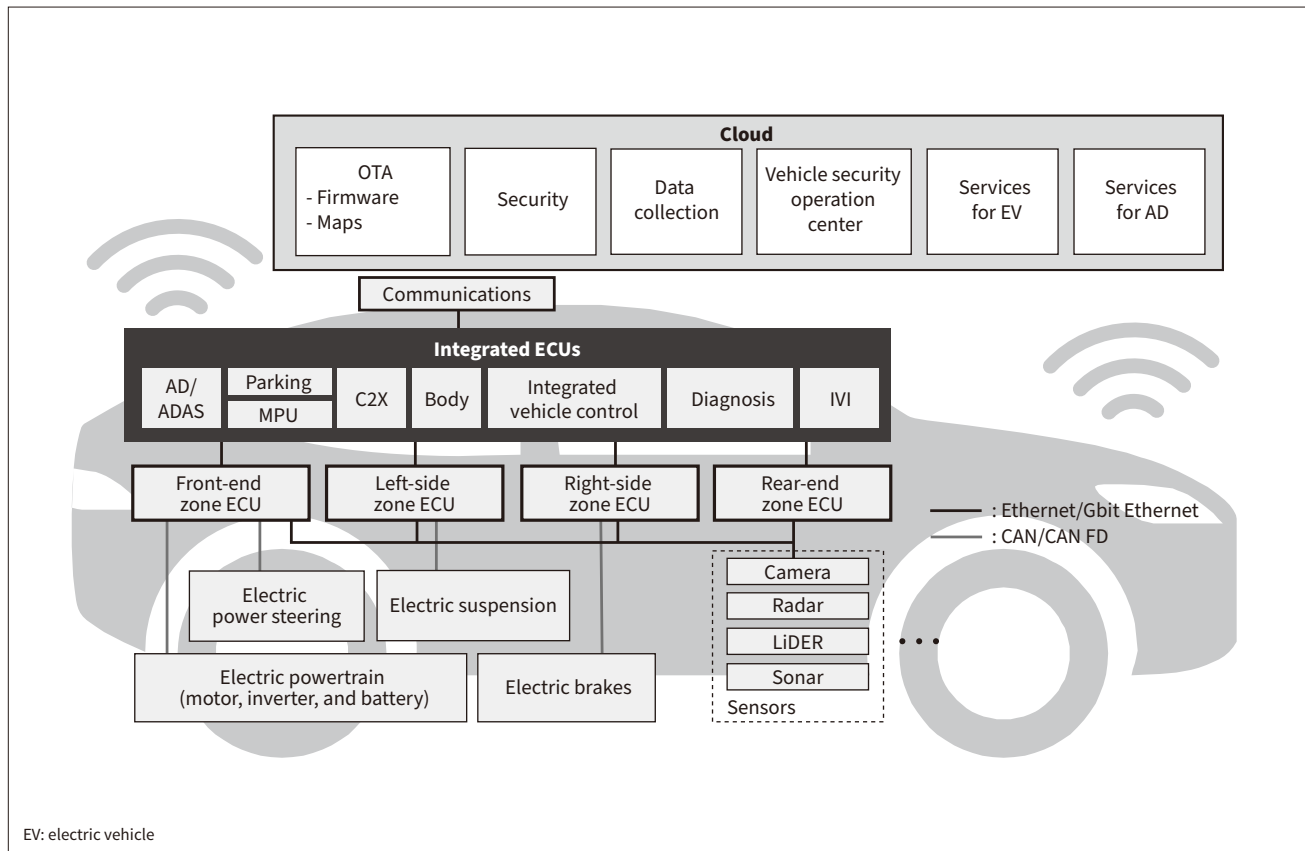 Cloud
OTA
- Firmware
- Maps
Security
Data
collection
Vehicle security
operation
center
Services
for EV
Services
for AD
Communications
Integrated ECUs
AD/
ADAS
Parking
MPU
C2X
Body
Integrated
vehicle control
Diagnosis
IVI
Front-end
zone ECU
Left-side
zone ECU
Right-side
zone ECU
Rear-end
zone ECU
: Ethernet/Gbit Ethernet
: CAN/CAN FD
Electric
power steering
Electric suspension
Electric powertrain
(motor, inverter, and battery)
Electric brakes
Camera
Radar
LiDER
Sonar
Sensors
EV: electric vehicle